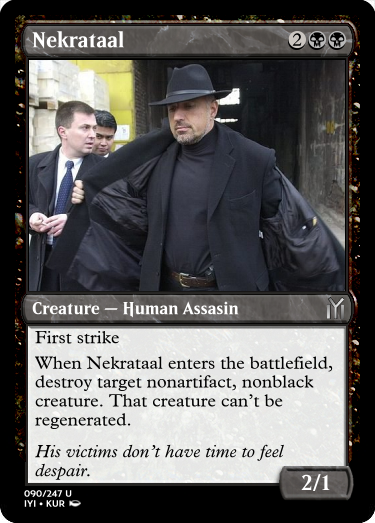 Nekrataal 2
Creature — Human Assasin
First strike
When Nekrataal enters the battlefield,
destroy target nonartifact, nonblack
creature. That creature can't be
regenerated.
His victims don't have time to feel
despair.
2/1
090/247 U
IYI • KUR